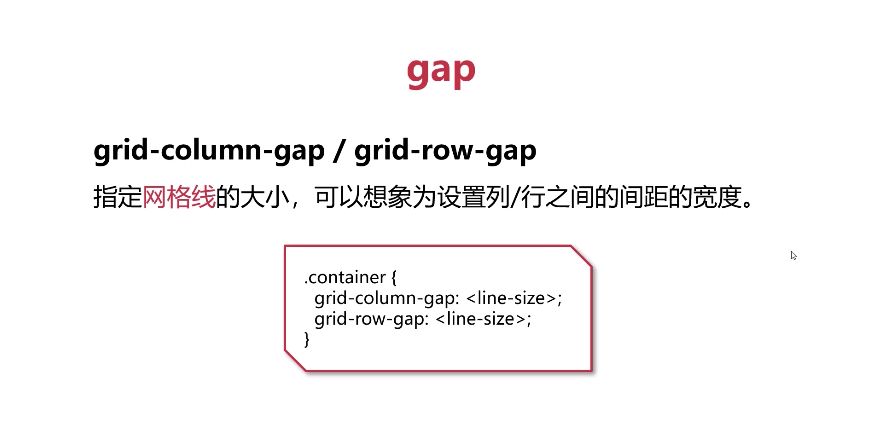 gap
grid-column-gap / grid-row-gap
指定网格线的大小，可以想象为设置列/行之间的间距的宽度。
.container {
grid-column-gap: <line-size>;
grid-row-gap: <line-size>;
}